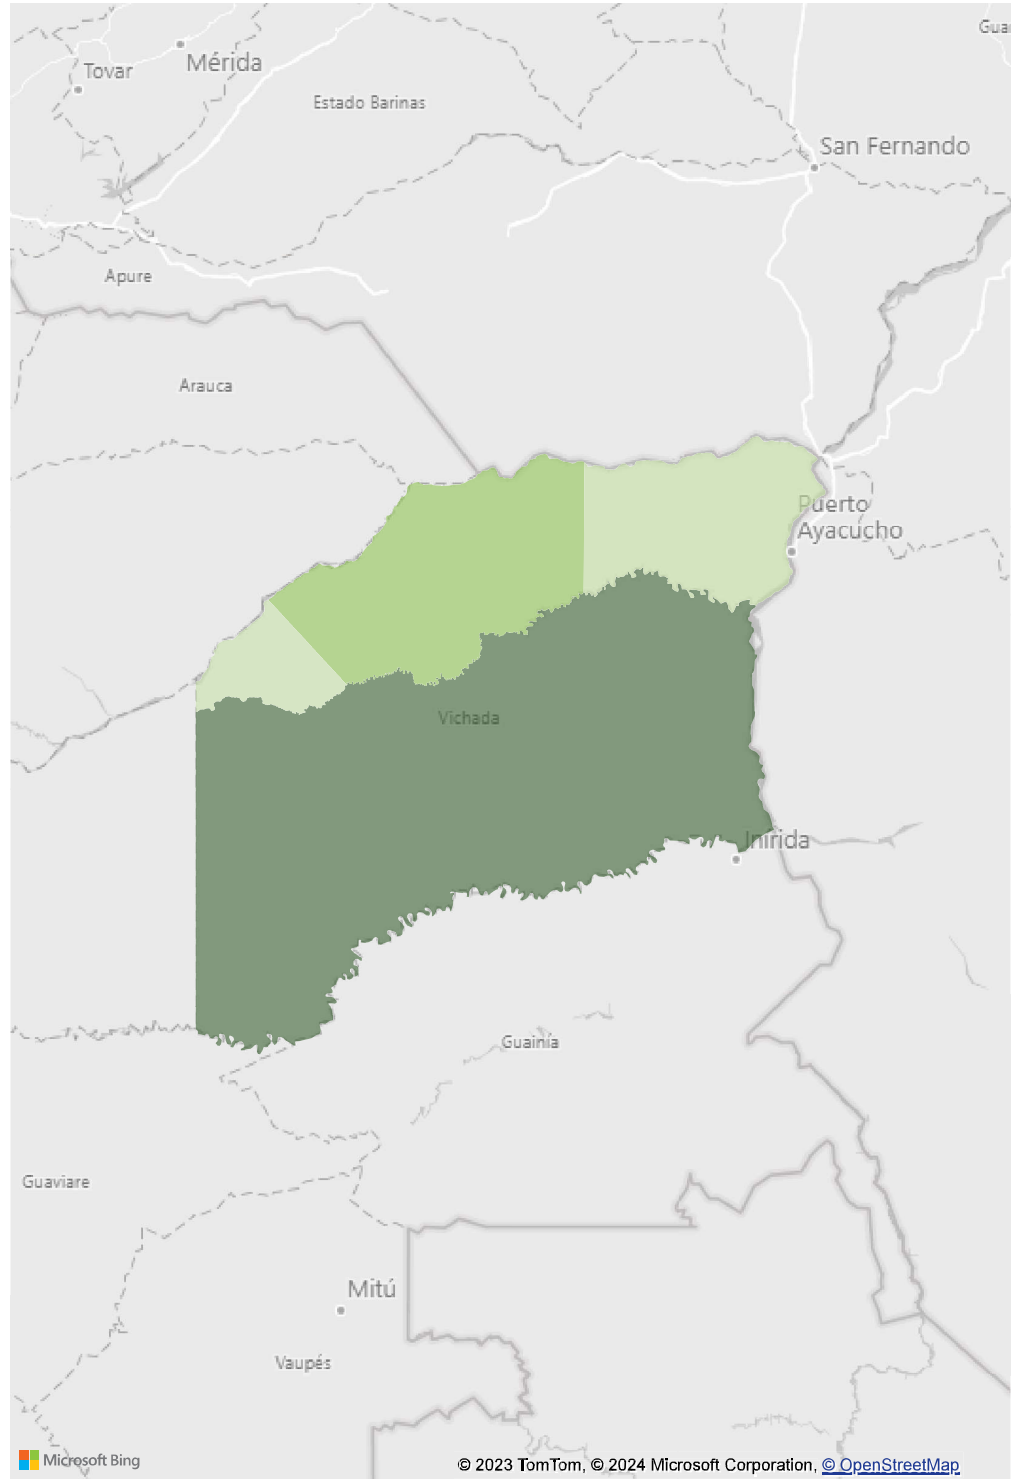 Gua
Mérida
Tovar
Estado Barinas
San Fernando
Apure
Arauca
Puerto
Ayacucho
Vichada
Inírida
Guainía
Guaviare
Mitú
Vaupés
Microsoft Bing
© 2023 TomTom, © 2024 Microsoft Corporation, © OpenStreetMap